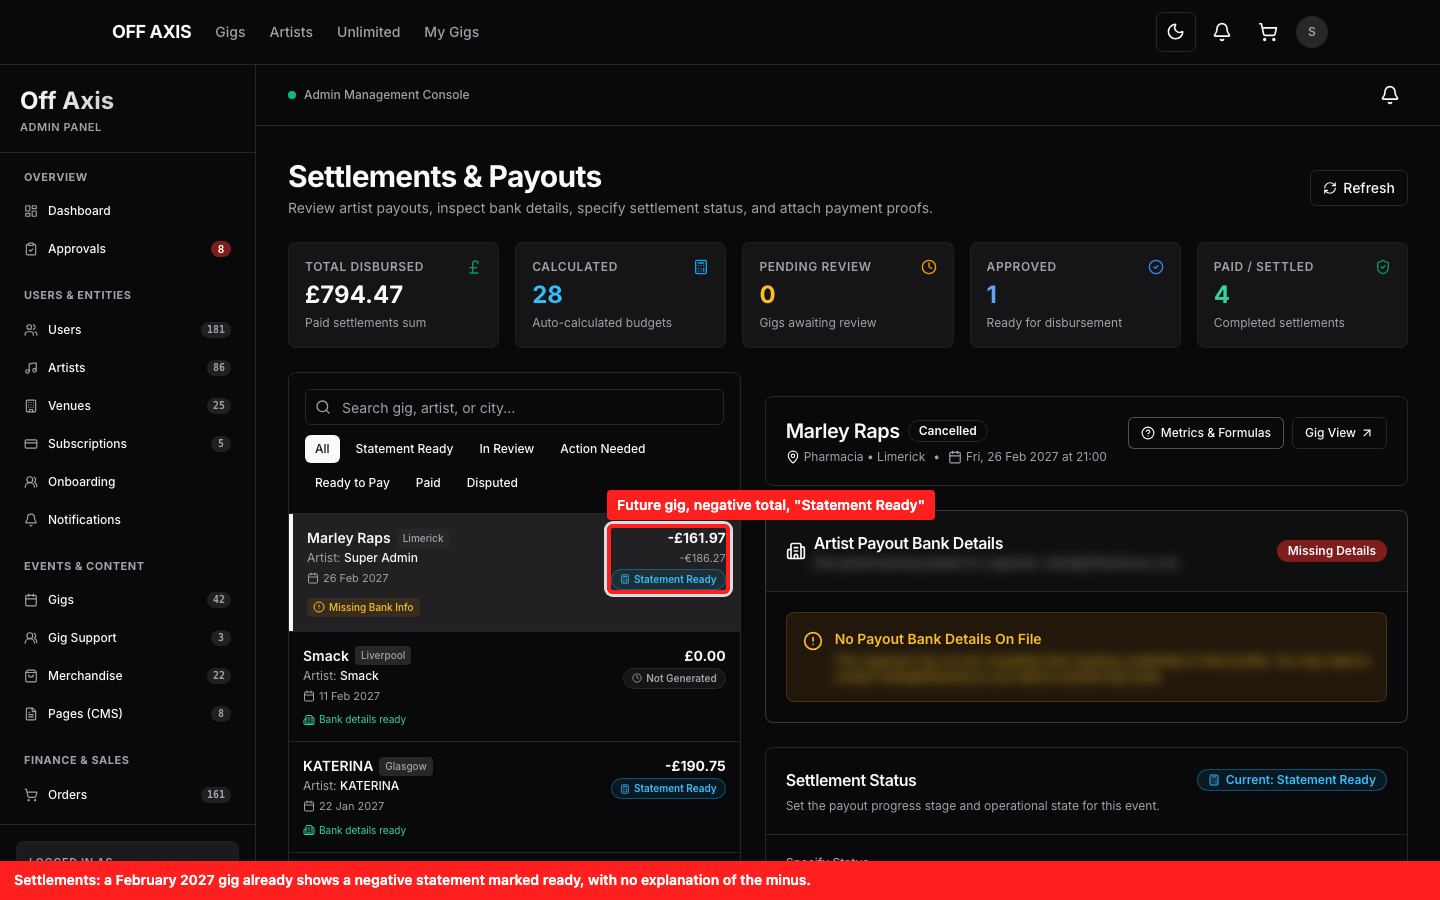 OFF AXIS
Gigs
Artists
Unlimited
My Gigs
S
Off Axis
ADMIN PANEL
OVERVIEW
Dashboard
Approvals
8
USERS & ENTITIES
Users
181
Artists
86
Venues
25
Subscriptions
5
Onboarding
Notifications
EVENTS & CONTENT
Gigs
42
Gig Support
3
Merchandise
22
Pages (CMS)
8
FINANCE & SALES
Orders
161
LOGGED IN AS
Admin Management Console
Settlements & Payouts
Review artist payouts, inspect bank details, specify settlement status, and attach payment proofs.
Refresh
TOTAL DISBURSED
£
£794.47
Paid settlements sum
CALCULATED
28
Auto-calculated budgets
PENDING REVIEW
0
Gigs awaiting review
APPROVED
1
Ready for disbursement
PAID / SETTLED
4
Completed settlements
Search gig, artist, or city...
All
Statement Ready
In Review
Action Needed
Ready to Pay
Paid
Disputed
Future gig, negative total, "Statement Ready"
Marley Raps
Limerick
-£161.97
Artist: Super Admin
-€186.27
26 Feb 2027
Statement Ready
Missing Bank Info
Smack
Liverpool
£0.00
Artist: Smack
Not Generated
11 Feb 2027
Bank details ready
KATERINA
Glasgow
-£190.75
Artist: KATERINA
Statement Ready
22 Jan 2027
Bank details ready
Marley Raps
Cancelled
Pharmacia • Limerick • Fri, 26 Feb 2027 at 21:00
Metrics & Formulas
Gig View
Artist Payout Bank Details
Missing Details
No Payout Bank Details On File
Settlement Status
Current: Statement Ready
Set the payout progress stage and operational state for this event.
Specify Status
Settlements: a February 2027 gig already shows a negative statement marked ready, with no explanation of the minus.